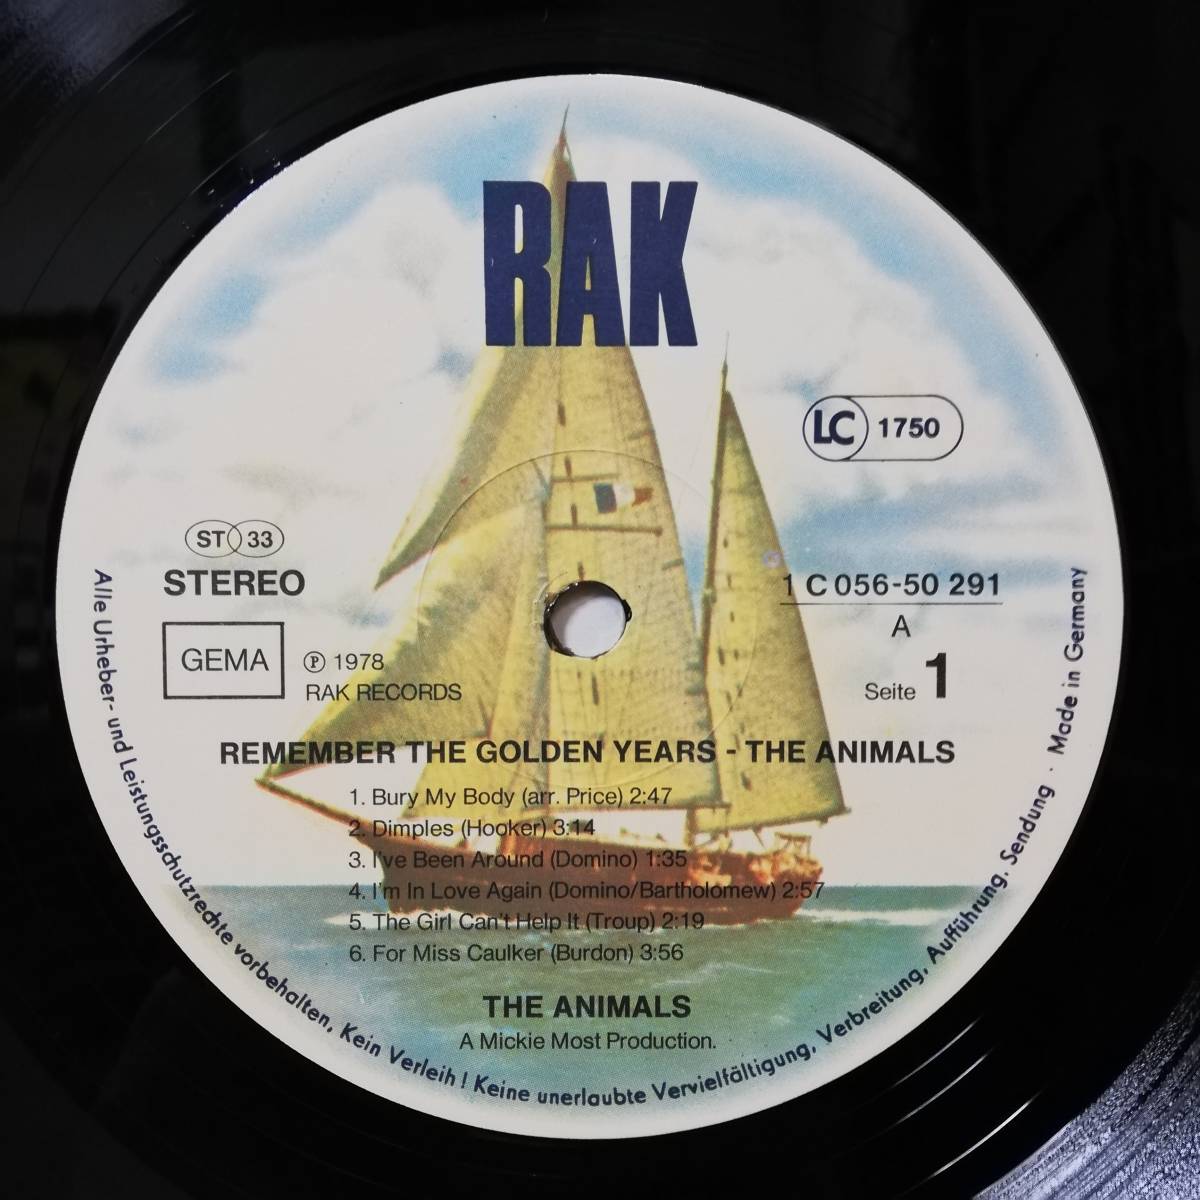 RAK
LC 1750
ST 33
STEREO
GEMA
℗ 1978
RAK RECORDS
1 C 056-50 291
A
Seite 1
REMEMBER THE GOLDEN YEARS - THE ANIMALS
1. Bury My Body (arr. Price) 2:47
2. Dimples (Hooker) 3:14
3. I've Been Around (Domino) 1:35
4. I'm In Love Again (Domino/Bartholomew) 2:57
5. The Girl Can't Help It (Troup) 2:19
6. For Miss Caulker (Burdon) 3:56
THE ANIMALS
A Mickie Most Production.
Alle Urheber- und Leistungsschutzrechte vorbehalten. Kein Verleih! Keine unerlaubte Vervielfältigung, Verbreitung, Aufführung, Sendung · Made in Germany